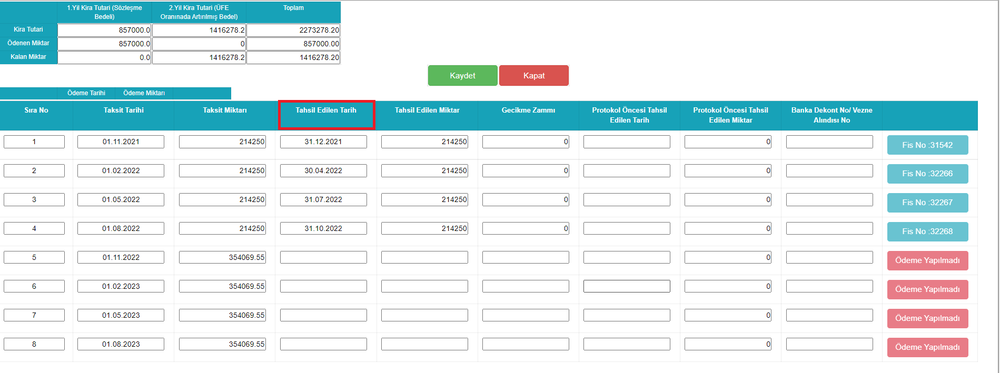 1.Yil Kira Tutari (Sözleşme Bedeli) 2.Yil Kira Tutari (ÜFE Oranınada Artırılmış Bedel) Toplam
Kira Tutari 857000.0 1416278.2 2273278.20
Ödenen Miktar 857000.0 0 857000.00
Kalan Miktar 0.0 1416278.2 1416278.20
Kaydet Kapat
Ödeme Tarihi Ödeme Miktarı
Sıra No Taksit Tarihi Taksit Miktarı Tahsil Edilen Tarih Tahsil Edilen Miktar Gecikme Zammı Protokol Öncesi Tahsil Edilen Tarih Protokol Öncesi Tahsil Edilen Miktar Banka Dekont No/ Vezne Alındısı No
1 01.11.2021 214250 31.12.2021 214250 0 0 Fis No :31542
2 01.02.2022 214250 30.04.2022 214250 0 0 Fis No :32266
3 01.05.2022 214250 31.07.2022 214250 0 0 Fis No :32267
4 01.08.2022 214250 31.10.2022 214250 0 0 Fis No :32268
5 01.11.2022 354069.55 0 Ödeme Yapılmadı
6 01.02.2023 354069.55 0 Ödeme Yapılmadı
7 01.05.2023 354069.55 0 Ödeme Yapılmadı
8 01.08.2023 354069.55 0 Ödeme Yapılmadı